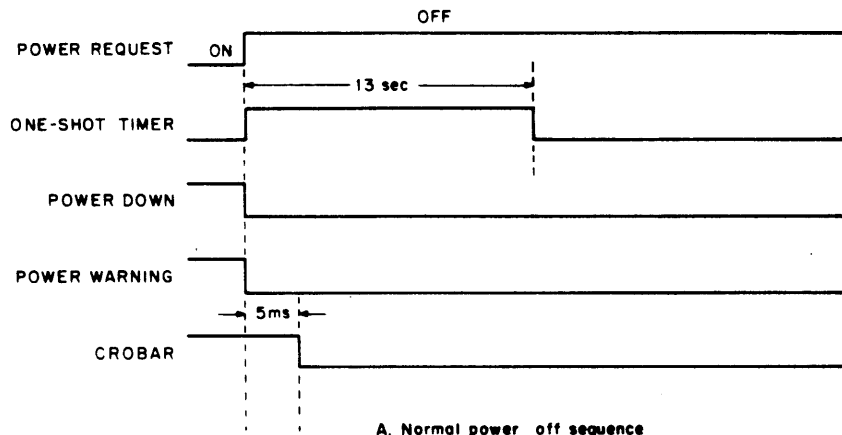 OFF
POWER REQUEST ON
13 sec
ONE-SHOT TIMER
POWER DOWN
POWER WARNING
5ms
CROBAR
A. Normal power off sequence